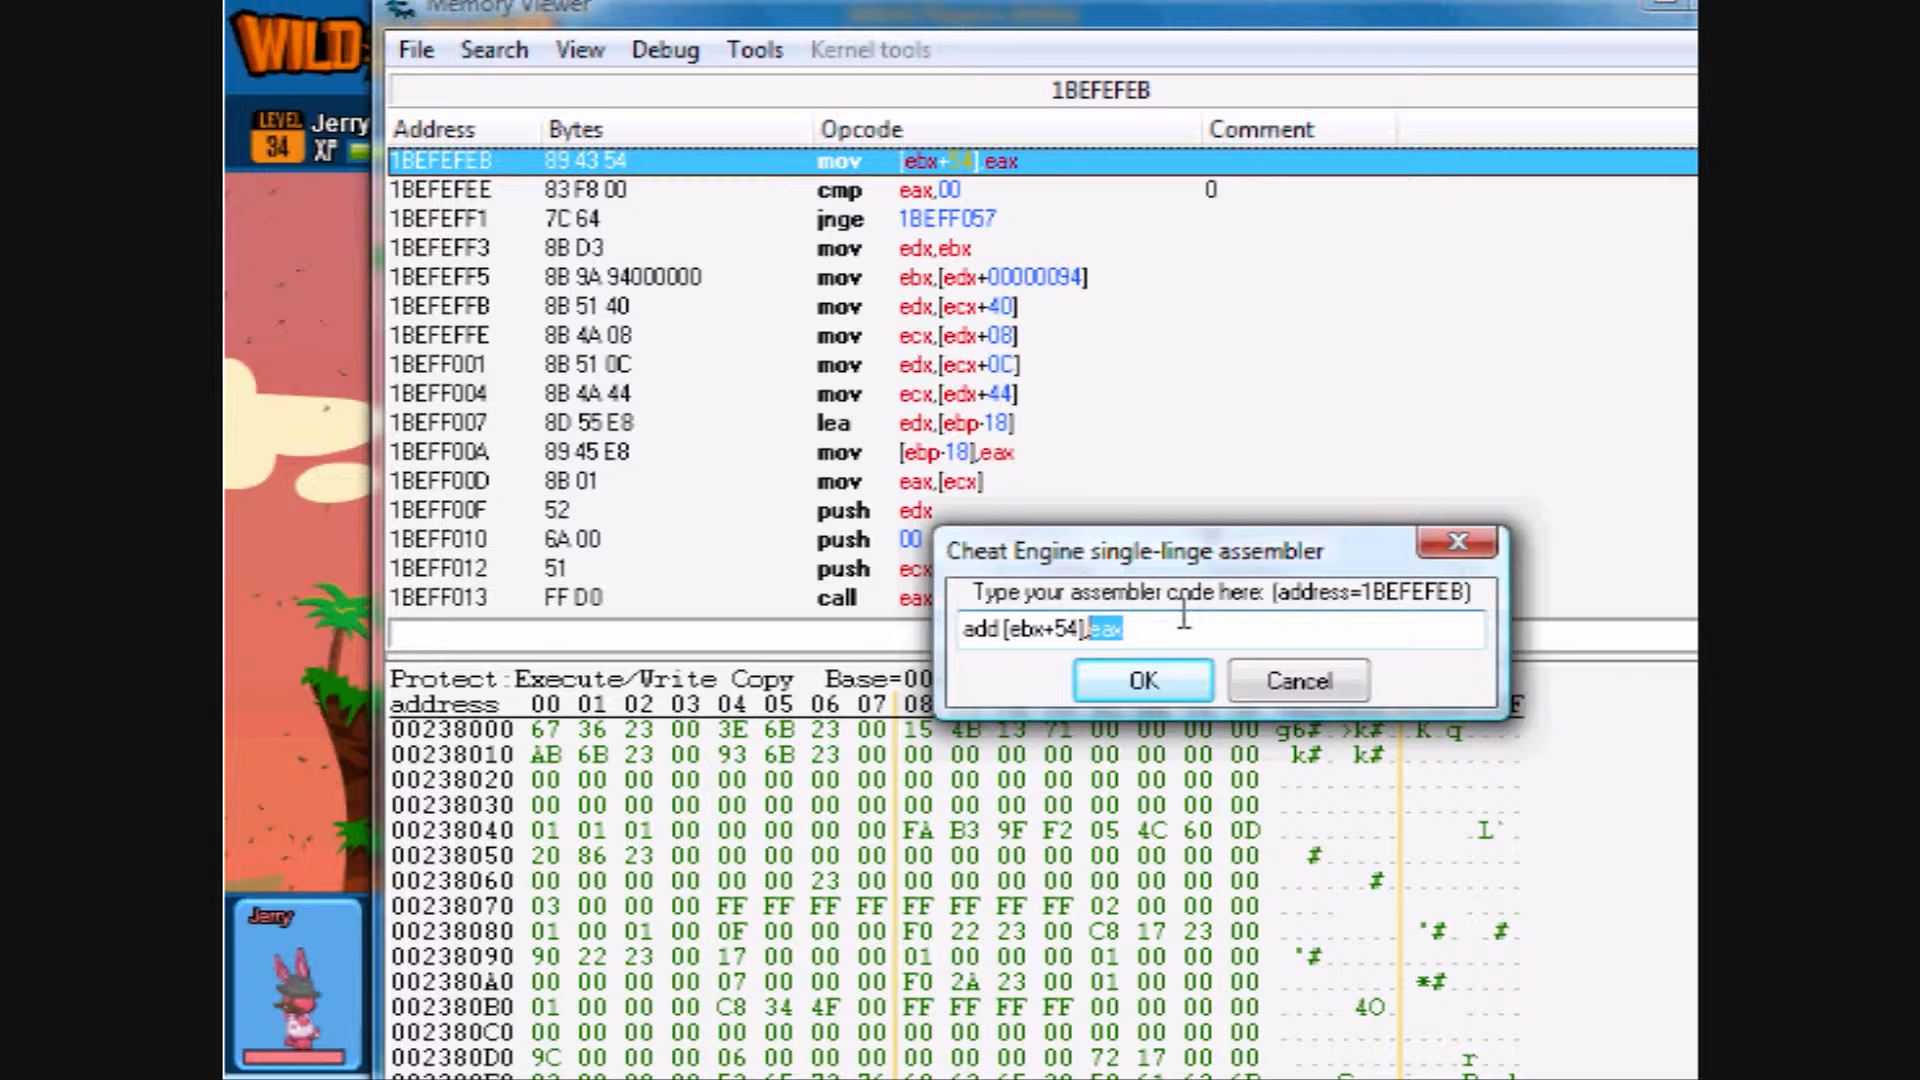 Memory Viewer
WILD
File Search View Debug Tools Kernel tools
1BEFEFEB
LEVEL
34
Jerry
XP
Address Bytes Opcode Comment
1BEFEFEB 89 43 54 mov [ebx+54],eax
1BEFEFEE 83 F8 00 cmp eax,00 0
1BEFEFF1 7C 64 jnge 1BEFF057
1BEFEFF3 8B D3 mov edx,ebx
1BEFEFF5 8B 9A 94000000 mov ebx,[edx+00000094]
1BEFEFFB 8B 51 40 mov edx,[ecx+40]
1BEFEFFE 8B 4A 08 mov ecx,[edx+08]
1BEFF001 8B 51 0C mov edx,[ecx+0C]
1BEFF004 8B 4A 44 mov ecx,[edx+44]
1BEFF007 8D 55 E8 lea edx,[ebp-18]
1BEFF00A 89 45 E8 mov [ebp-18],eax
1BEFF00D 8B 01 mov eax,[ecx]
1BEFF00F 52 push edx
1BEFF010 6A 00 push 00
1BEFF012 51 push ecx
1BEFF013 FF D0 call eax
Cheat Engine single-linge assembler
Type your assembler code here: (address=1BEFEFEB)
add [ebx+54],eax
OK Cancel
Protect:Execute/Write Copy Base=00
address 00 01 02 03 04 05 06 07 08
00238000 67 36 23 00 3E 6B 23 00 15 4B 13 71 00 00 00 00 g6#.>k#. K q
00238010 AB 6B 23 00 93 6B 23 00 00 00 00 00 00 00 00 00 k# k#
00238020 00 00 00 00 00 00 00 00 00 00 00 00 00 00 00 00
00238030 00 00 00 00 00 00 00 00 00 00 00 00 00 00 00 00
00238040 01 01 01 00 00 00 00 00 FA B3 9F F2 05 4C 60 0D L`
00238050 20 86 23 00 00 00 00 00 00 00 00 00 00 00 00 00 #
00238060 00 00 00 00 00 00 23 00 00 00 00 00 00 00 00 00 #
00238070 03 00 00 00 FF FF FF FF FF FF FF FF 02 00 00 00
00238080 01 00 01 00 0F 00 00 00 F0 22 23 00 C8 17 23 00 "# #
00238090 90 22 23 00 17 00 00 00 01 00 00 00 01 00 00 00 "#
002380A0 00 00 00 00 07 00 00 00 F0 2A 23 00 01 00 00 00 *#
002380B0 01 00 00 00 C8 34 4F 00 FF FF FF FF 00 00 00 00 4O
002380C0 00 00 00 00 00 00 00 00 00 00 00 00 00 00 00 00
002380D0 9C 00 00 00 06 00 00 00 00 00 00 00 72 17 00 00 r
Jerry